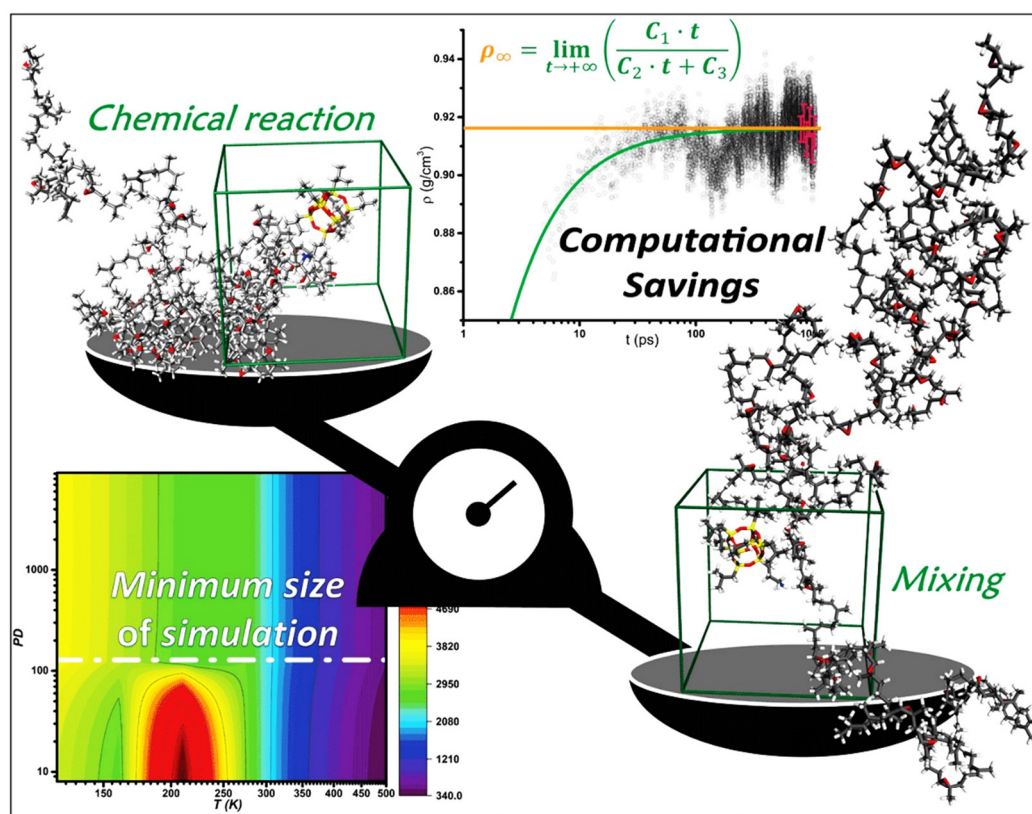 ρ∞ = lim t→+∞ (C₁ · t / C₂ · t + C₃)
Chemical reaction
0.94
0.92
0.90
0.88
0.86
ρ (g/cm³)
Computational
Savings
1
10
100
t (ps)
Mixing
Minimum size
of simulation
PD
1000
100
10
150
200
250
300
350
400
450
500
T (K)
4690
3820
2950
2080
1210
340.0